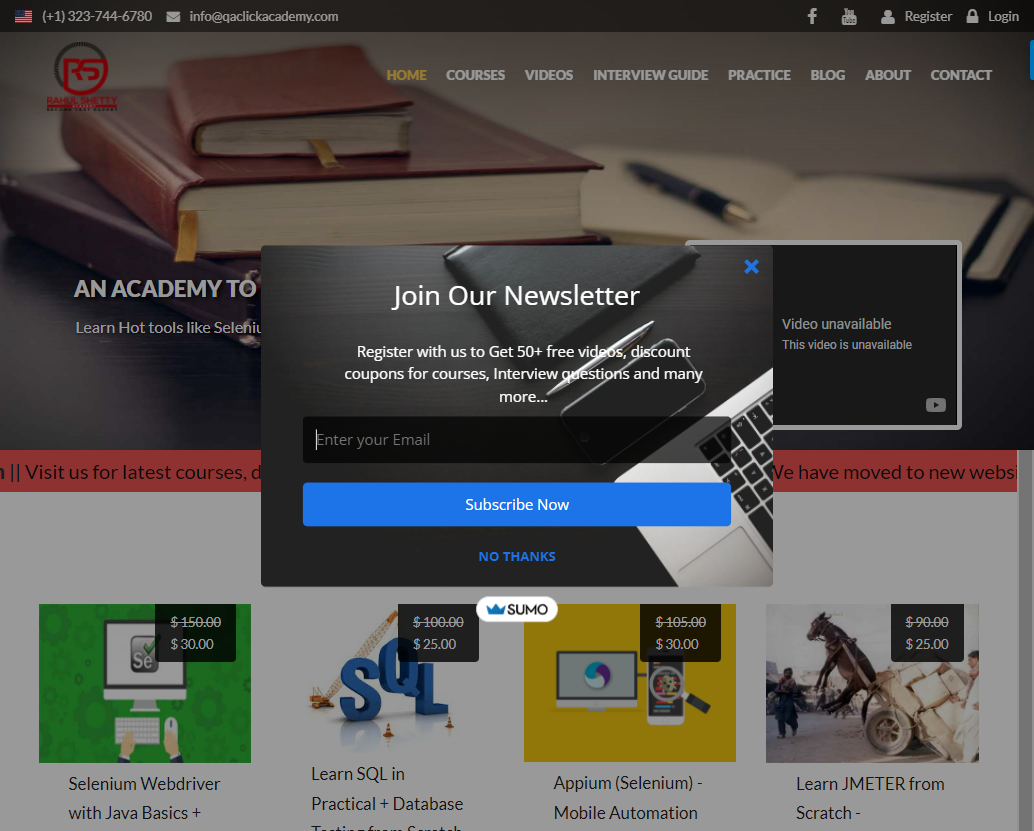 (+1) 323-744-6780 info@qaclickacademy.com Register Login
RS
RAHUL SHETTY
HOME COURSES VIDEOS INTERVIEW GUIDE PRACTICE BLOG ABOUT CONTACT
AN ACADEMY TO
Learn Hot tools like Seleniu
Video unavailable
This video is unavailable
Join Our Newsletter
Register with us to Get 50+ free videos, discount
coupons for courses, Interview questions and many
more...
Enter your Email
Subscribe Now
NO THANKS
SUMO
n || Visit us for latest courses, d
We have moved to new websi
$ 150.00
$ 30.00
Se
Selenium Webdriver
with Java Basics +
$ 100.00
$ 25.00
SQL
Learn SQL in
Practical + Database
Testing from Scratch
$ 105.00
$ 30.00
Appium (Selenium) -
Mobile Automation
$ 90.00
$ 25.00
Learn JMETER from
Scratch -